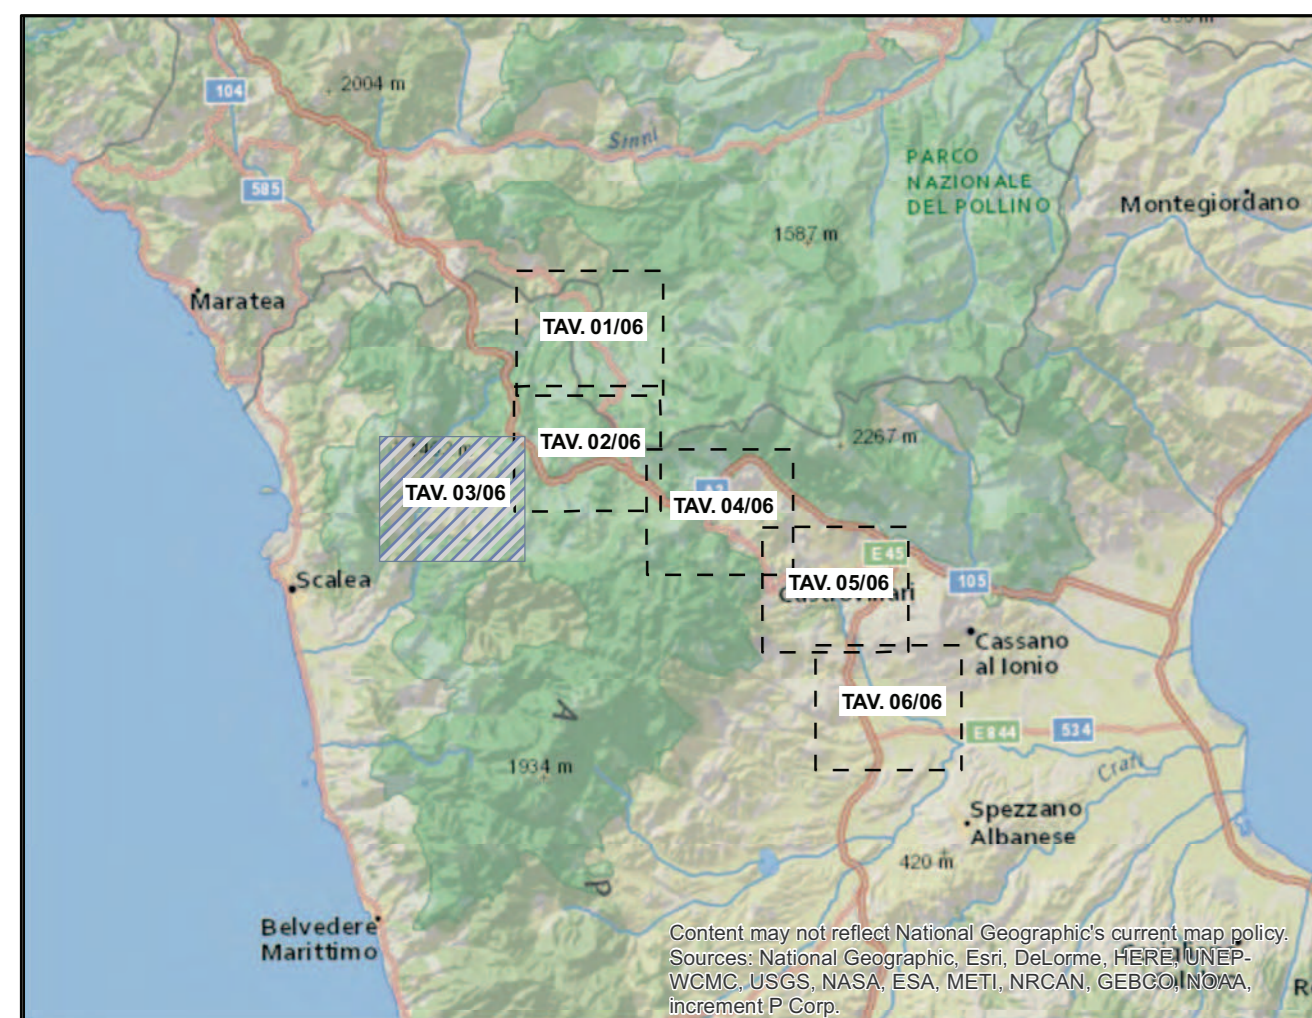 104
2004 m
Sinni
585
PARCO
NAZIONALE
DEL POLLINO
Montegiordano
1587 m
Maratea
TAV. 01/06
TAV. 02/06
2267 m
TAV. 03/06
TAV. 04/06
E 45
TAV. 05/06
105
Scalea
Cassano
al Ionio
TAV. 06/06
A
E 844
534
1934 m
Crati
Spezzano
Albanese
420 m
P
Belvedere
Marittimo
Content may not reflect National Geographic's current map policy.
Sources: National Geographic, Esri, DeLorme, HERE, UNEP-
WCMC, USGS, NASA, ESA, METI, NRCAN, GEBCO, NOAA,
increment P Corp.